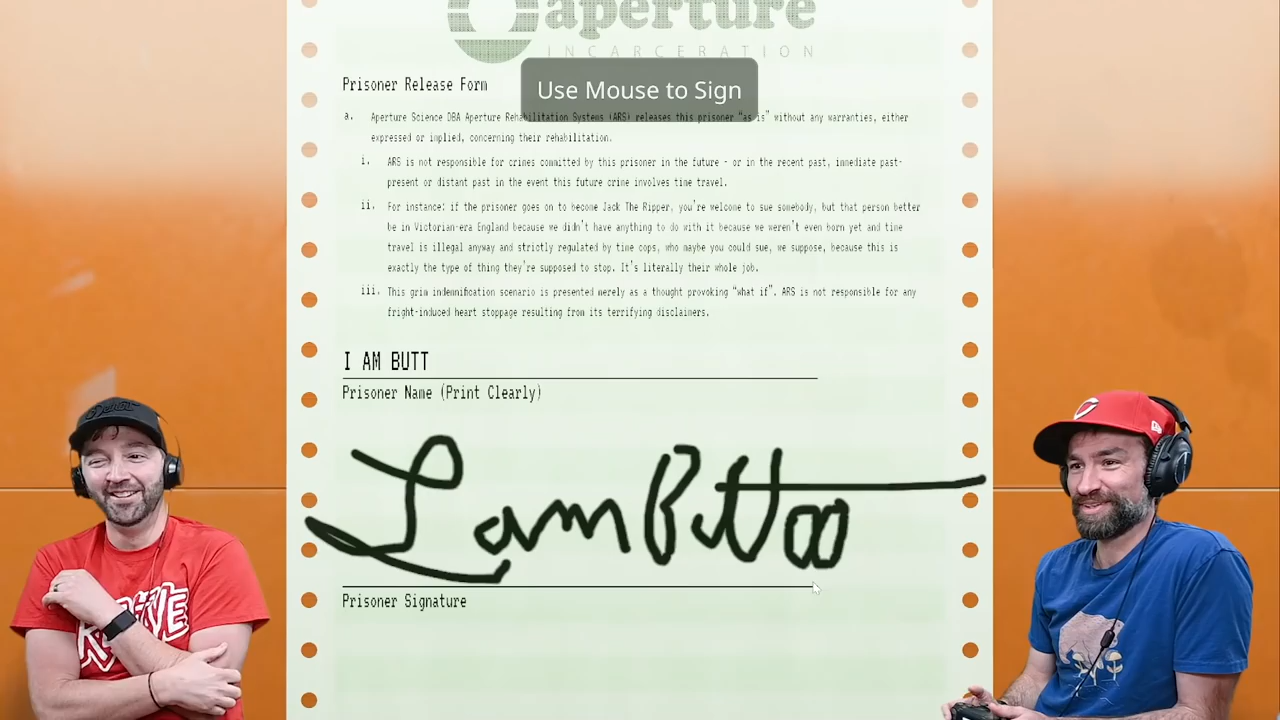 aperture
INCARCERATION
Use Mouse to Sign
Prisoner Release Form
a. Aperture Science DBA Aperture Rehabilitation Systems (ARS) releases this prisoner "as is" without any warranties, either
expressed or implied, concerning their rehabilitation.
i. ARS is not responsible for crimes committed by this prisoner in the future - or in the recent past, immediate past-
present or distant past in the event this future crime involves time travel.
ii. For instance: if the prisoner goes on to become Jack The Ripper, you're welcome to sue somebody, but that person better
be in Victorian-era England because we didn't have anything to do with it because we weren't even born yet and time
travel is illegal anyway and strictly regulated by time cops, who maybe you could sue, we suppose, because this is
exactly the type of thing they're supposed to stop. It's literally their whole job.
iii. This grim indemnification scenario is presented merely as a thought provoking "what if". ARS is not responsible for any
fright-induced heart stoppage resulting from its terrifying disclaimers.
I AM BUTT
Prisoner Name (Print Clearly)
I am Butt
Prisoner Signature